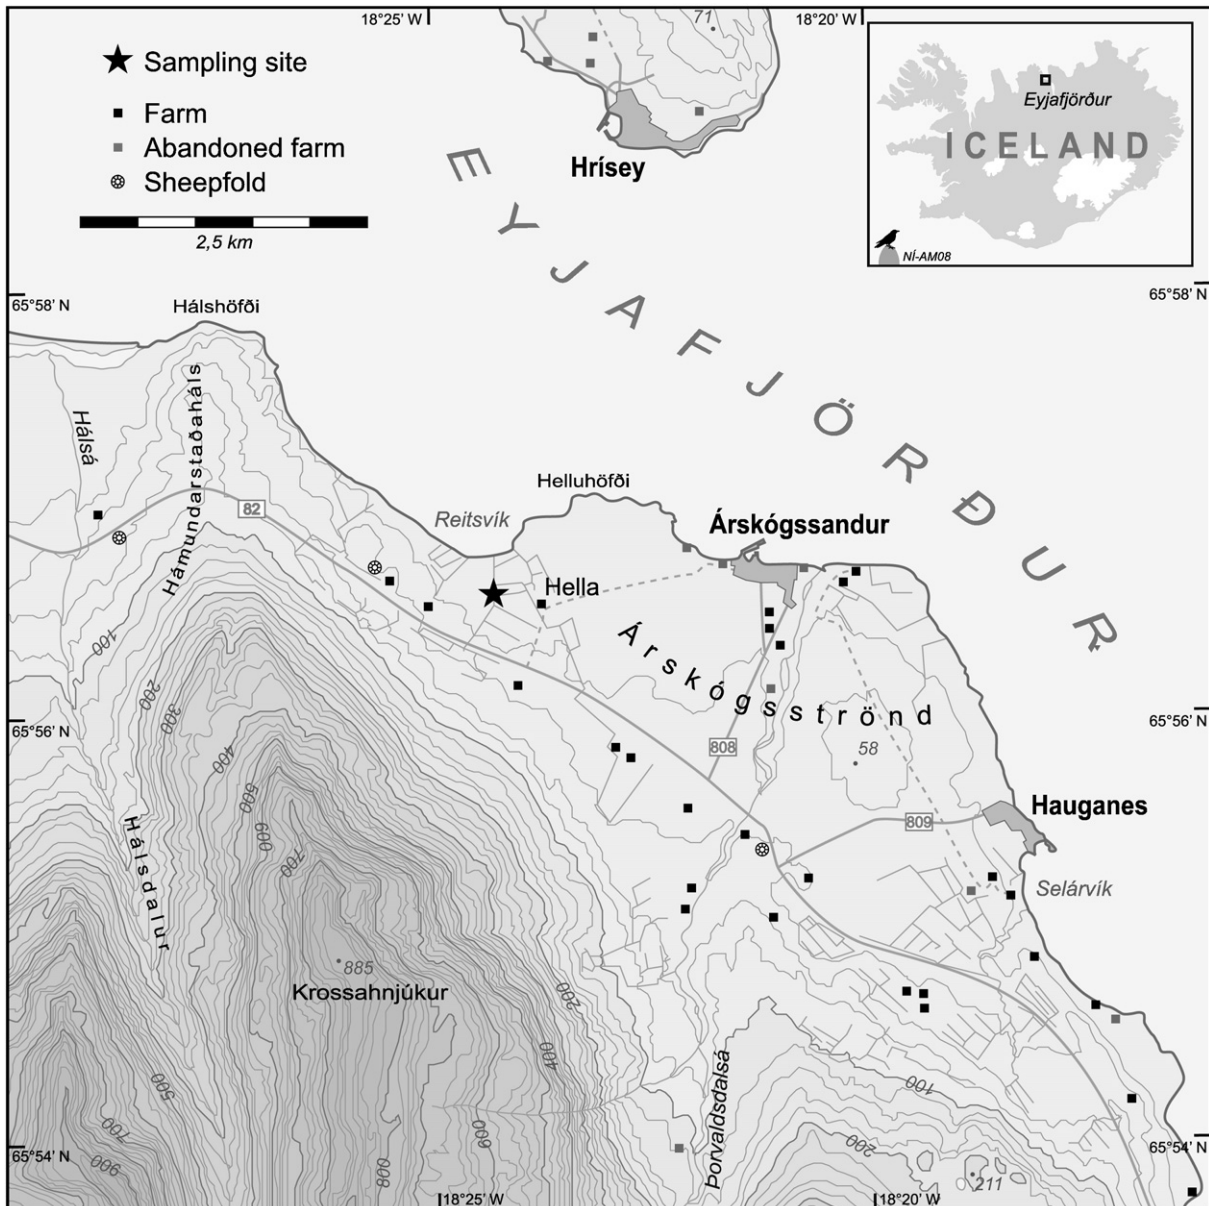 18°25’ W
18°20’ W
71
Sampling site
Farm
Abandoned farm
Sheepfold
2,5 km
Hrísey
Eyjafjörður
ICELAND
NÍ-AM08
EYJAFJÖRÐUR
65°58’ N
65°58’ N
Hálshöfði
Hálsá
Hámundarstaðaháls
82
Reitsvík
Helluhöfði
Árskógssandur
Hella
Árskógsströnd
100
200
300
400
500
600
700
65°56’ N
65°56’ N
808
58
809
Hauganes
Selárvík
Hálsdalur
885
Krossahnjúkur
200
400
600
800
500
700
900
Þorvaldsdalsá
100
200
211
65°54’ N
65°54’ N
18°25’ W
18°20’ W